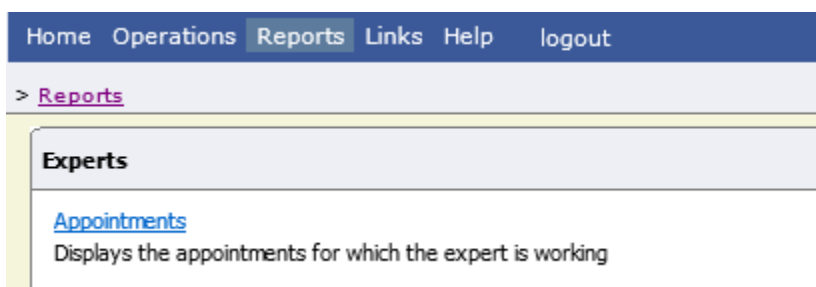 Home Operations Reports Links Help logout
> Reports
Experts
Appointments
Displays the appointments for which the expert is working